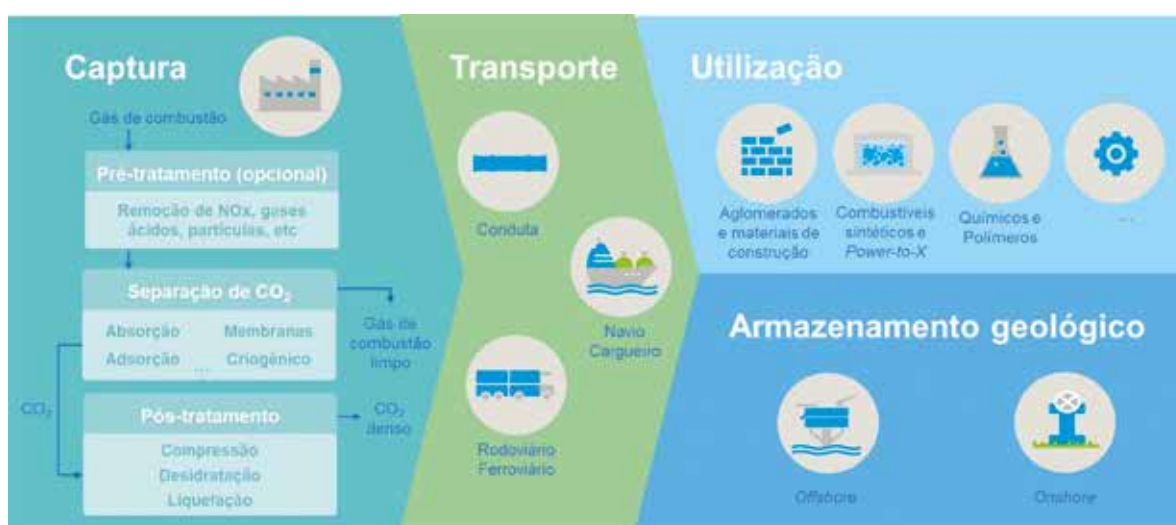 Captura
Gás de combustão
Pré-tratamento (opcional)
Remoção de NOx, gases
ácidos, partículas, etc
Separação de CO₂
Absorção Membranas
Adsorção Criogénico
...
Gás de
combustão
limpo
CO₂
Pós-tratamento
Compressão
Desidratação
Liquefação
CO₂
denso
Transporte
Conduta
Navio
Cargueiro
Rodoviário
Ferroviário
Utilização
Aglomerados
e materiais de
construção
Combustíveis
sintéticos e
Power-to-X
Químicos e
Polímeros
...
Armazenamento geológico
Offshore
Onshore